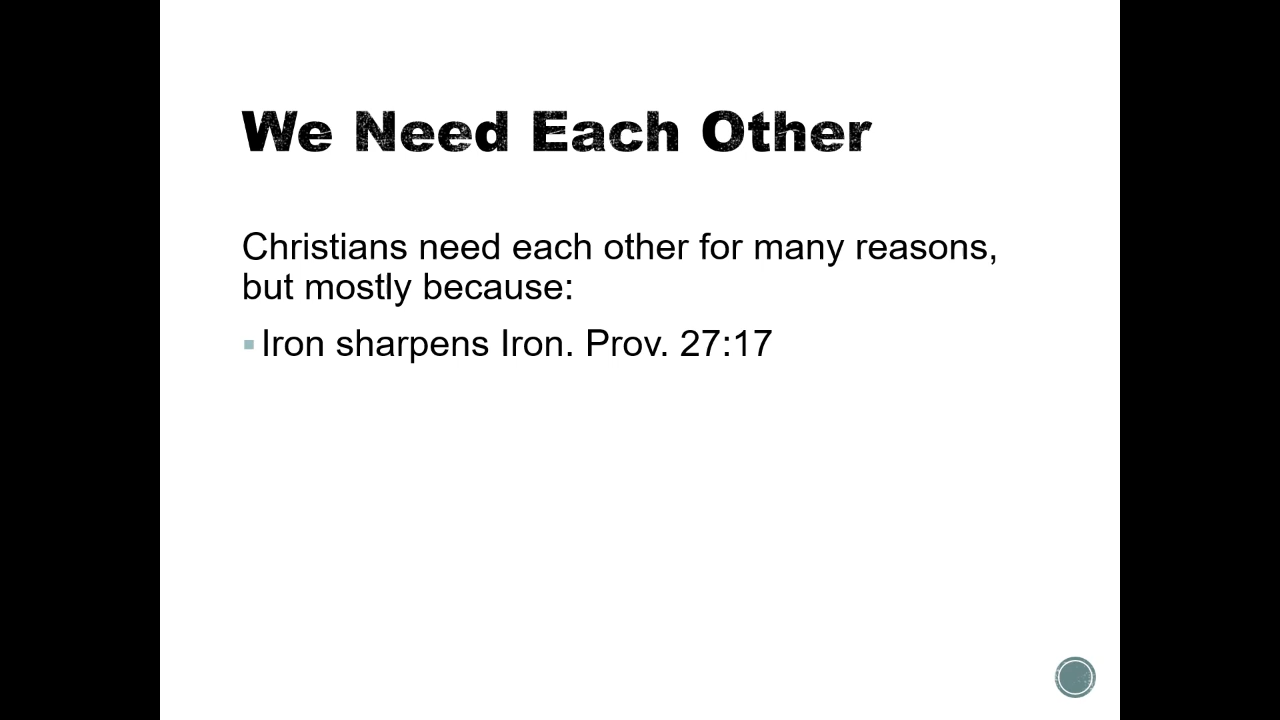 We Need Each Other
Christians need each other for many reasons,
but mostly because:
▪Iron sharpens Iron. Prov. 27:17